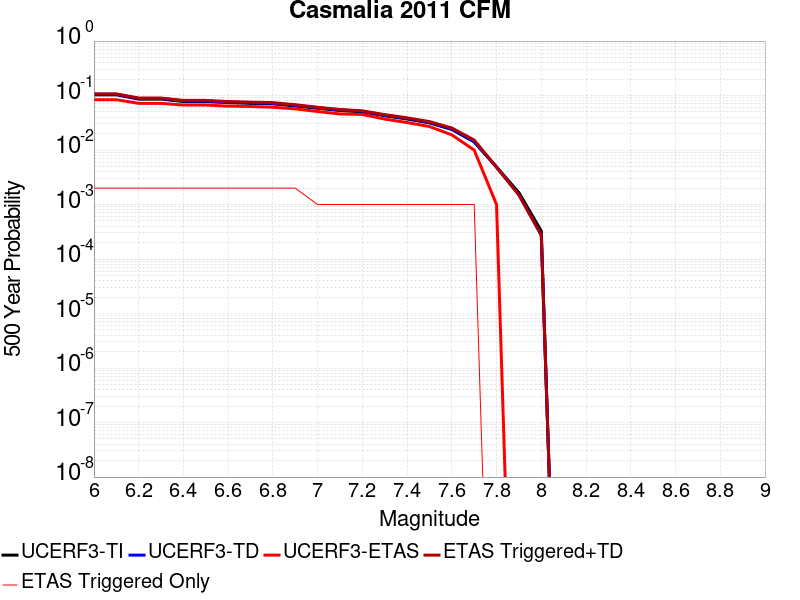 Casmalia 2011 CFM
500 Year Probability
10^0
10^-1
10^-2
10^-3
10^-4
10^-5
10^-6
10^-7
10^-8
6 6.2 6.4 6.6 6.8 7 7.2 7.4 7.6 7.8 8 8.2 8.4 8.6 8.8 9
Magnitude
UCERF3-TI UCERF3-TD UCERF3-ETAS ETAS Triggered+TD
ETAS Triggered Only